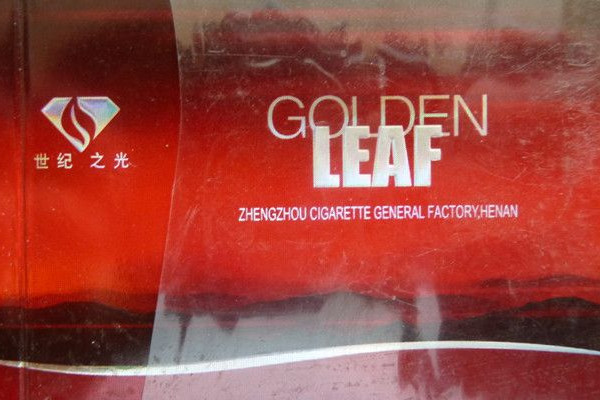 世纪之光
GOLDEN
LEAF
ZHENGZHOU CIGARETTE GENERAL FACTORY,HENAN